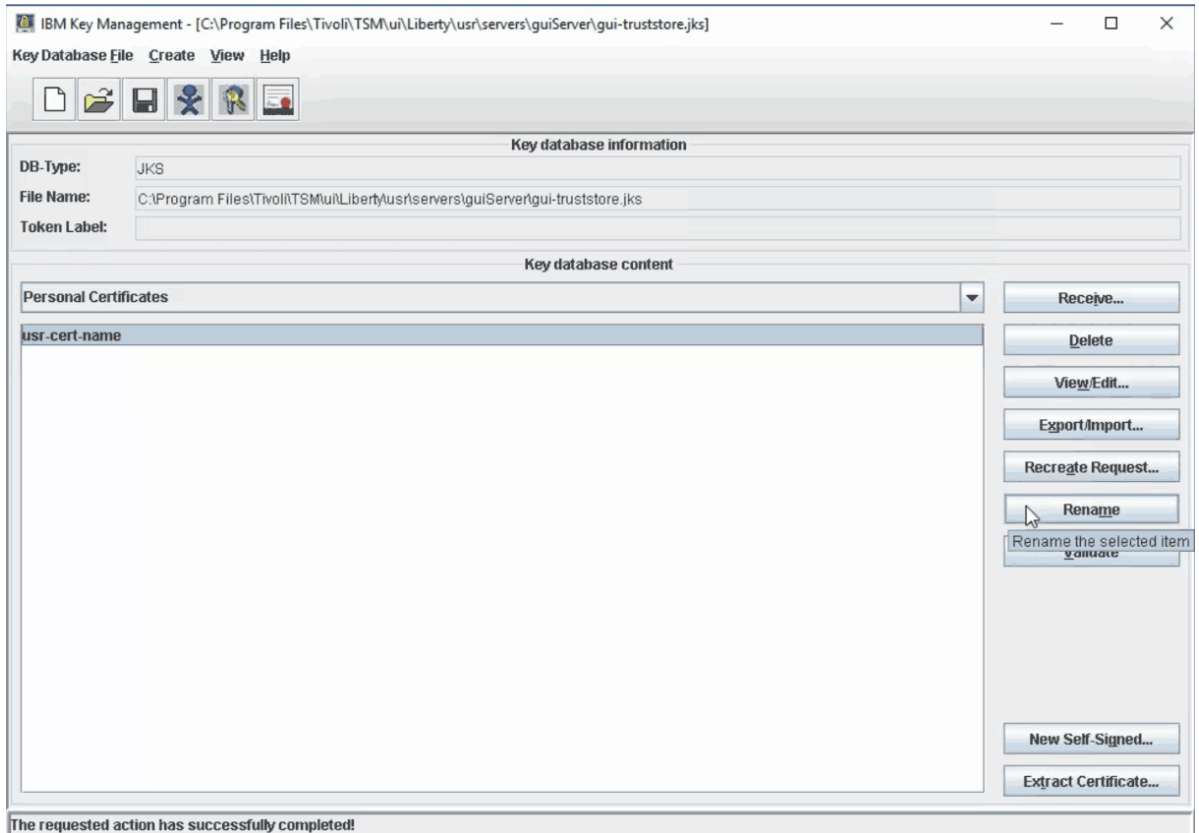 IBM Key Management - [C:\Program Files\Tivoli\TSM\ui\Liberty\usr\servers\guiServer\gui-truststore.jks]
Key Database File Create View Help
Key database information
DB-Type: JKS
File Name: C:\Program Files\Tivoli\TSM\ui\Liberty\usr\servers\guiServer\gui-truststore.jks
Token Label:
Key database content
Personal Certificates
usr-cert-name
Receive...
Delete
View/Edit...
Export/Import...
Recreate Request...
Rename
Rename the selected item
Validate
New Self-Signed...
Extract Certificate...
The requested action has successfully completed!